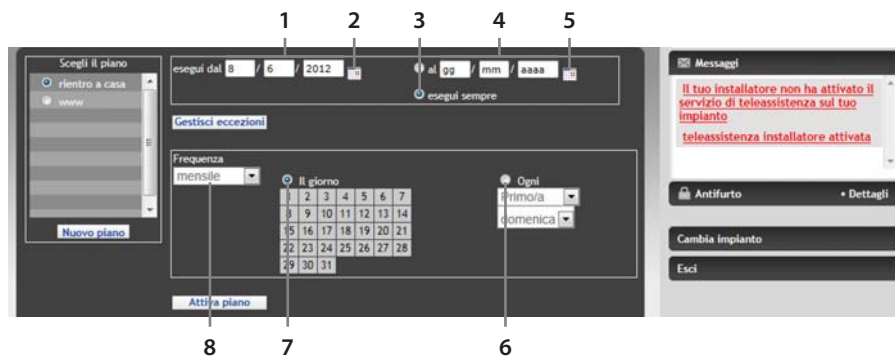 1 2 3 4 5
Scegli il piano
rientro a casa
www
Nuovo piano
esegui dal 8 / 6 / 2012
al gg / mm / aaaa
esegui sempre
Gestisci eccezioni
Frequenza
mensile
Il giorno
1 2 3 4 5 6 7
8 9 10 11 12 13 14
15 16 17 18 19 20 21
22 23 24 25 26 27 28
29 30 31
Ogni
Primo/a
domenica
Attiva piano
Messaggi
Il tuo installatore non ha attivato il
servizio di teleassistenza sul tuo
impianto
teleassistenza installatore attivata
Antifurto • Dettagli
Cambia impianto
Esci
8 7 6